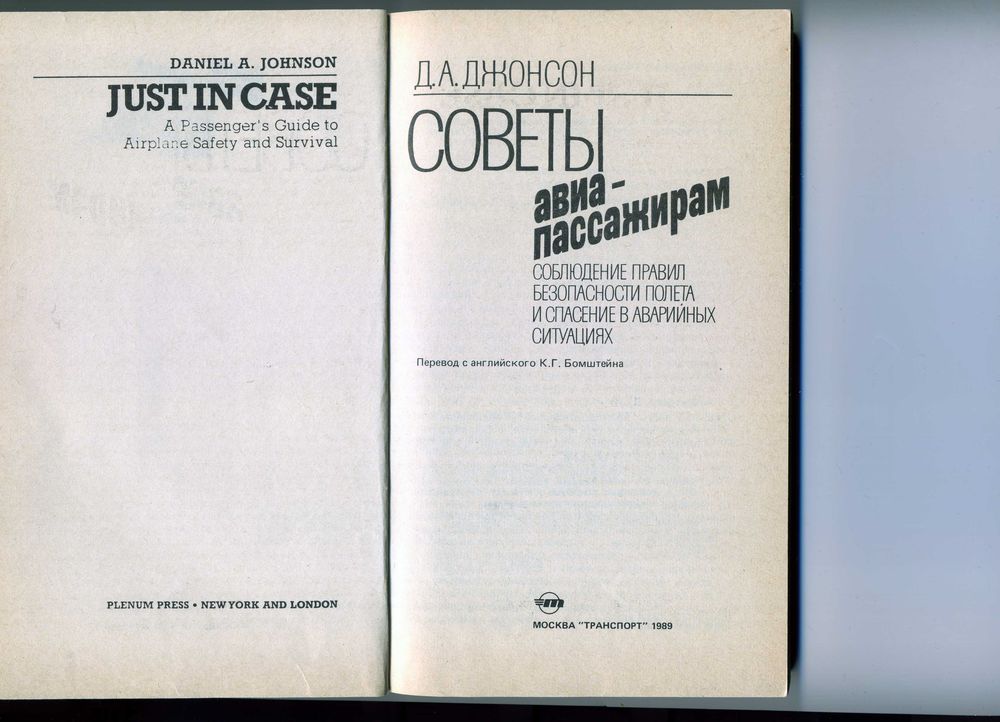 DANIEL A. JOHNSON
JUST IN CASE
A Passenger's Guide to
Airplane Safety and Survival
PLENUM PRESS • NEW YORK AND LONDON
Д.А.ДЖОНСОН
СОВЕТЫ
авиа-
пассажирам
СОБЛЮДЕНИЕ ПРАВИЛ
БЕЗОПАСНОСТИ ПОЛЕТА
И СПАСЕНИЕ В АВАРИЙНЫХ
СИТУАЦИЯХ
Перевод с английского К.Г. Бомштейна
МОСКВА "ТРАНСПОРТ" 1989